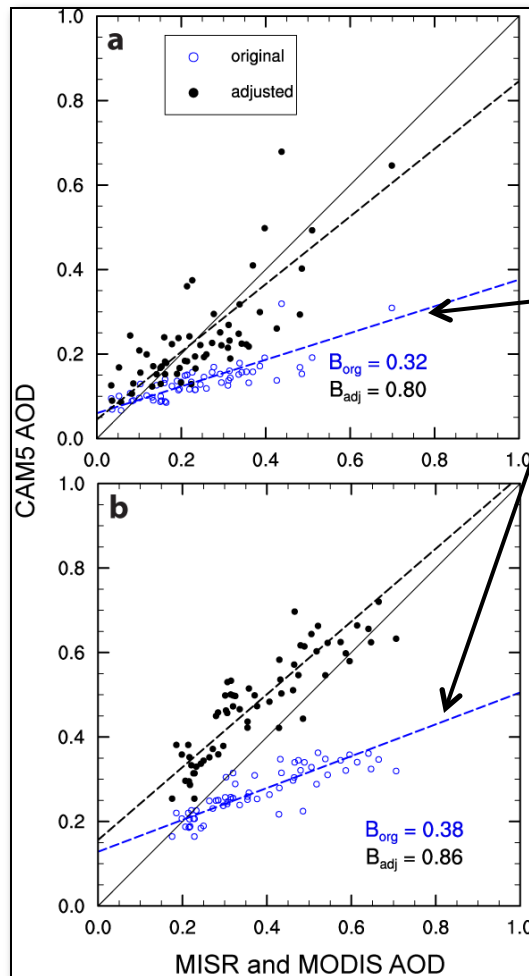 a
original
adjusted
1.0
0.8
0.6
0.4
0.2
0.0
B_org = 0.32
B_adj = 0.80
0.0 0.2 0.4 0.6 0.8 1.0
CAM5 AOD
b
1.0
0.8
0.6
0.4
0.2
0.0
B_org = 0.38
B_adj = 0.86
0.0 0.2 0.4 0.6 0.8 1.0
MISR and MODIS AOD